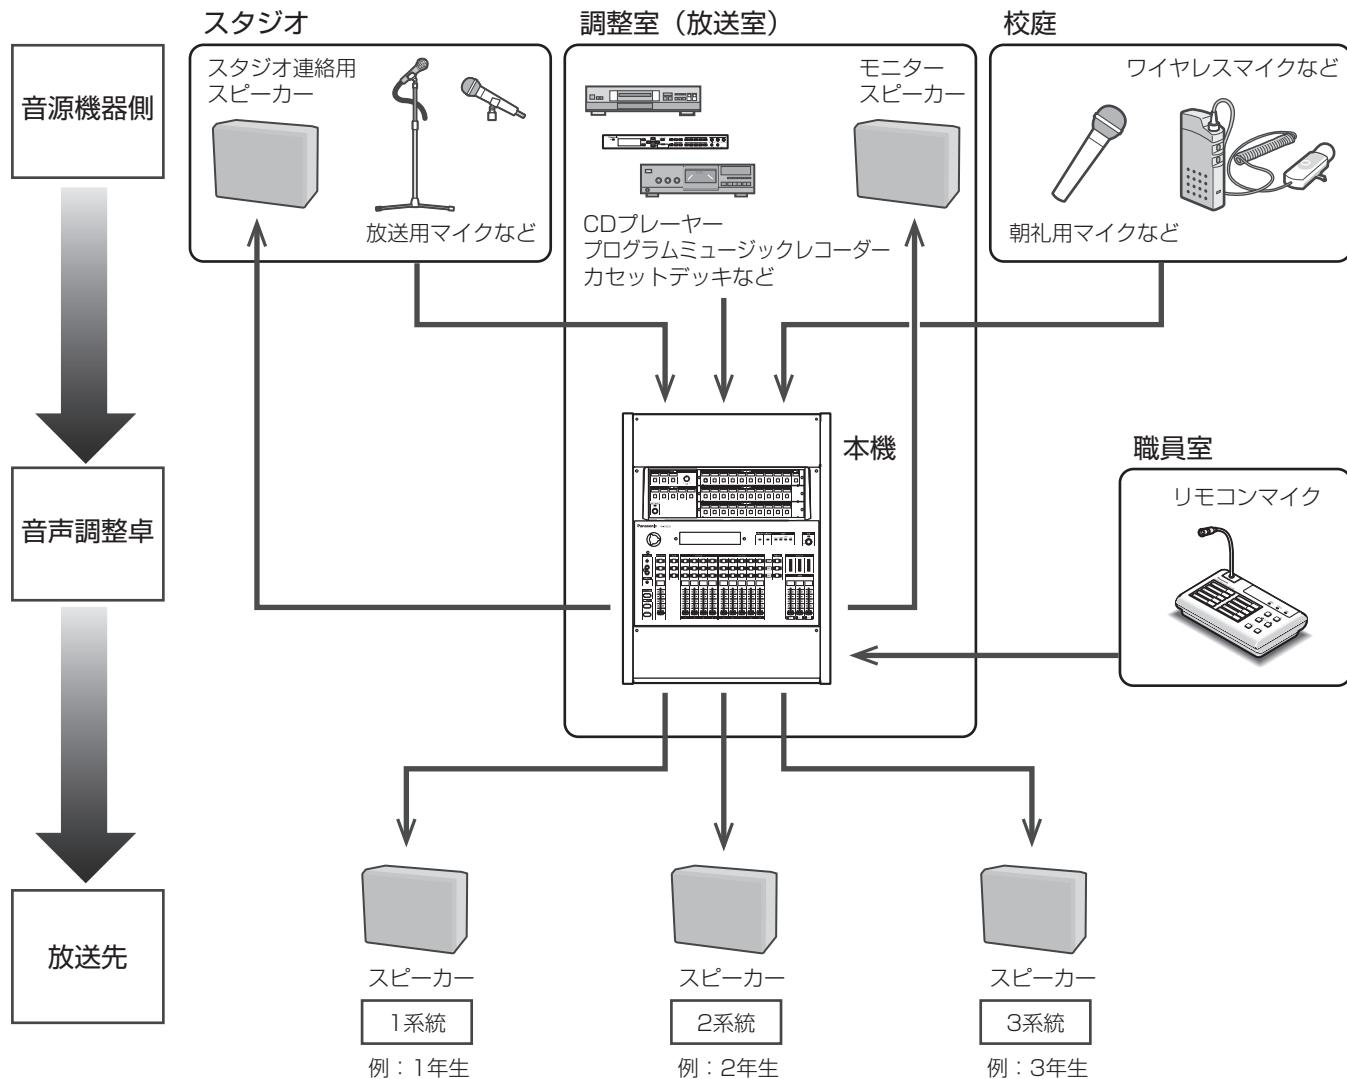 スタジオ
調整室（放送室）
校庭
音源機器側
スタジオ連絡用
スピーカー
放送用マイクなど
CDプレーヤー
プログラムミュージックレコーダー
カセットデッキなど
モニター
スピーカー
ワイヤレスマイクなど
朝礼用マイクなど
音声調整卓
本機
Panasonic
職員室
リモコンマイク
放送先
スピーカー
1系統
例：1年生
スピーカー
2系統
例：2年生
スピーカー
3系統
例：3年生